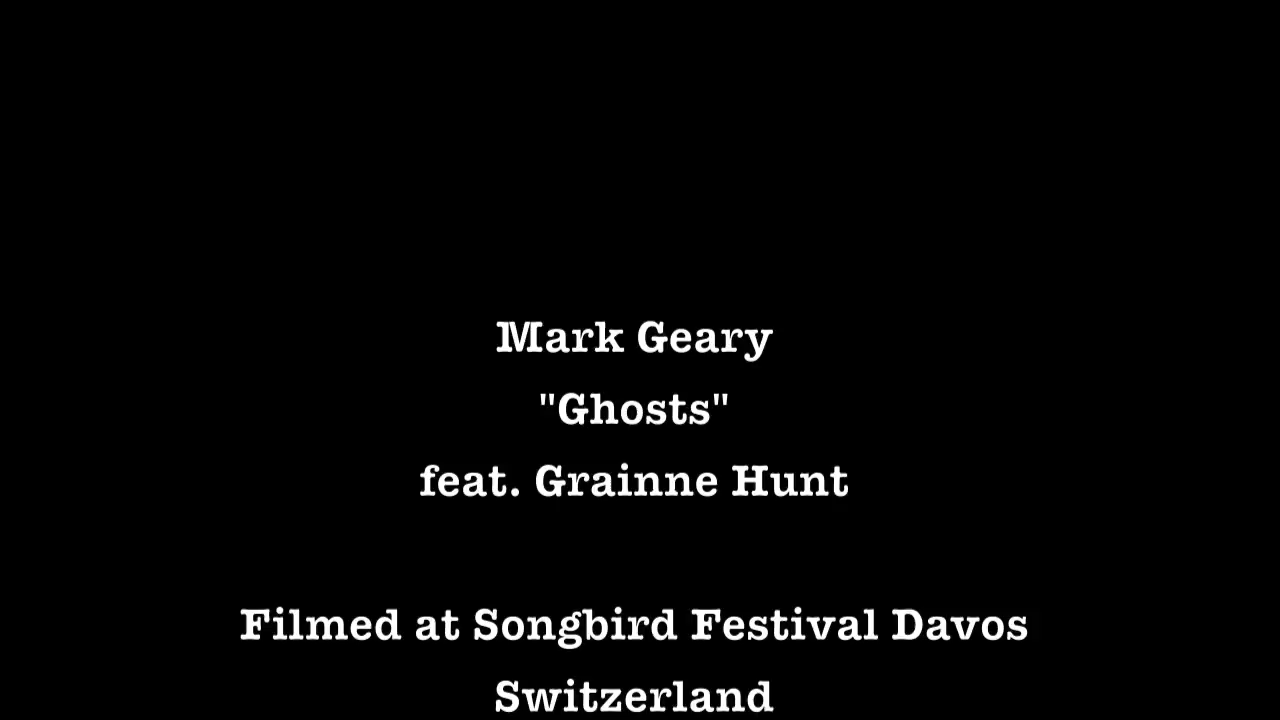 Mark Geary
"Ghosts"
feat. Grainne Hunt
Filmed at Songbird Festival Davos
Switzerland